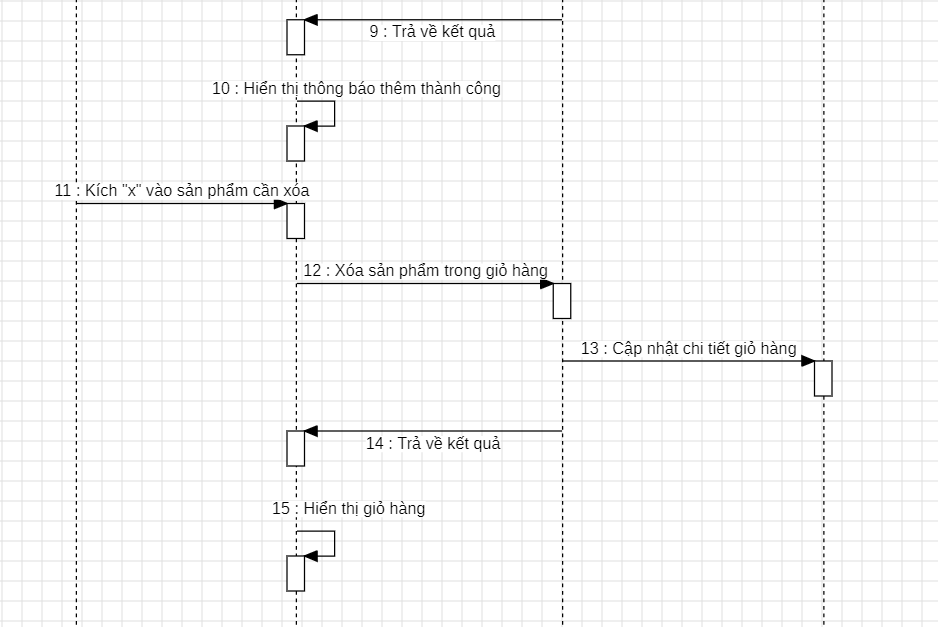 9 : Trả về kết quả
10 : Hiển thị thông báo thêm thành công
11 : Kích "x" vào sản phẩm cần xóa
12 : Xóa sản phẩm trong giỏ hàng
13 : Cập nhật chi tiết giỏ hàng
14 : Trả về kết quả
15 : Hiển thị giỏ hàng